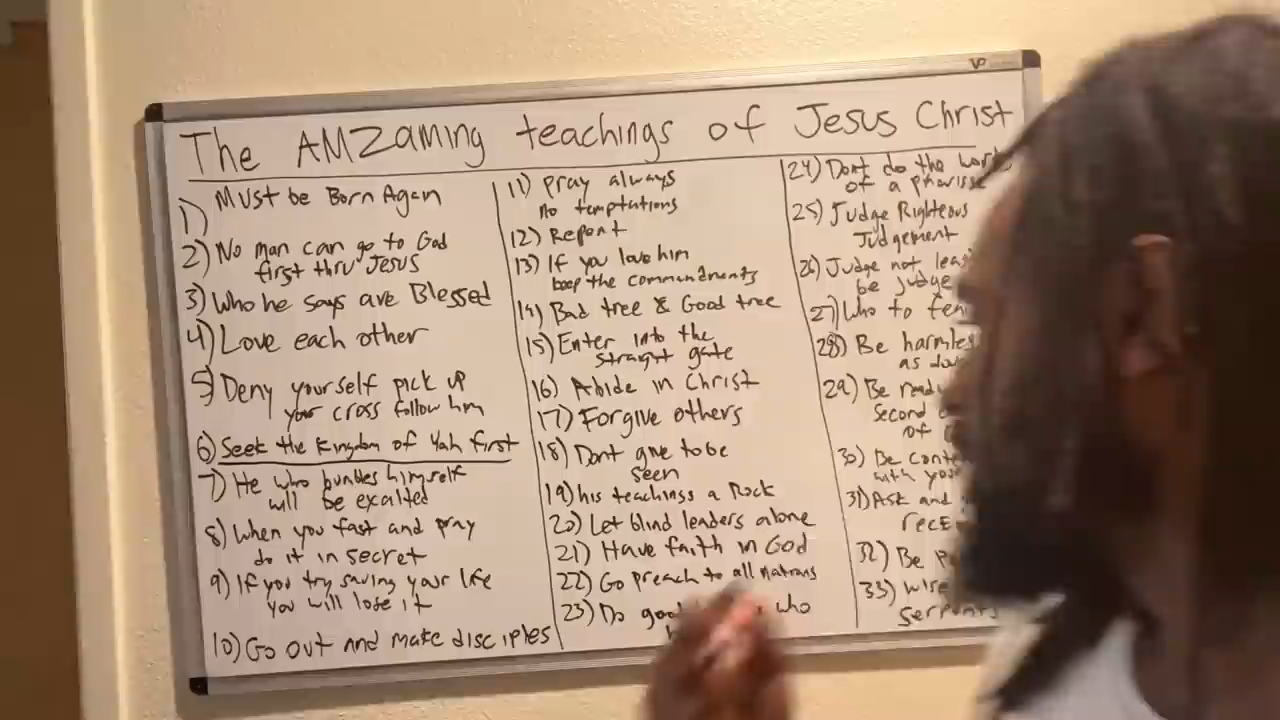 The AMZaming teachings of Jesus Christ
1) Must be Born Again
2) No man can go to God
first thru Jesus
3) Who he says are Blessed
4) Love each other
5) Deny yourself pick up
your cross follow him
6) Seek the kingdom of Yah first
7) He who humbles himself
will be exalted
8) When you fast and pray
do it in secret
9) If you try saving your life
you will lose it
10) Go out and make disciples
11) Pray always
no temptations
12) Repent
13) If you love him
keep the commandments
14) Bad tree & Good tree
15) Enter into the
straight gate
16) Abide in Christ
17) Forgive others
18) Dont give to be
seen
19) his teachings a Rock
20) Let blind leaders alone
21) Have faith in God
22) Go preach to all nations
23) Do good who
24) Dont do the
of a
25) Judge Righteous
Judgement
26) Judge not
be judge
27) Who to
28) Be
as
29) Be
Second
of
30) Be
with
31) Ask and
32) Be
33) wise
serpents